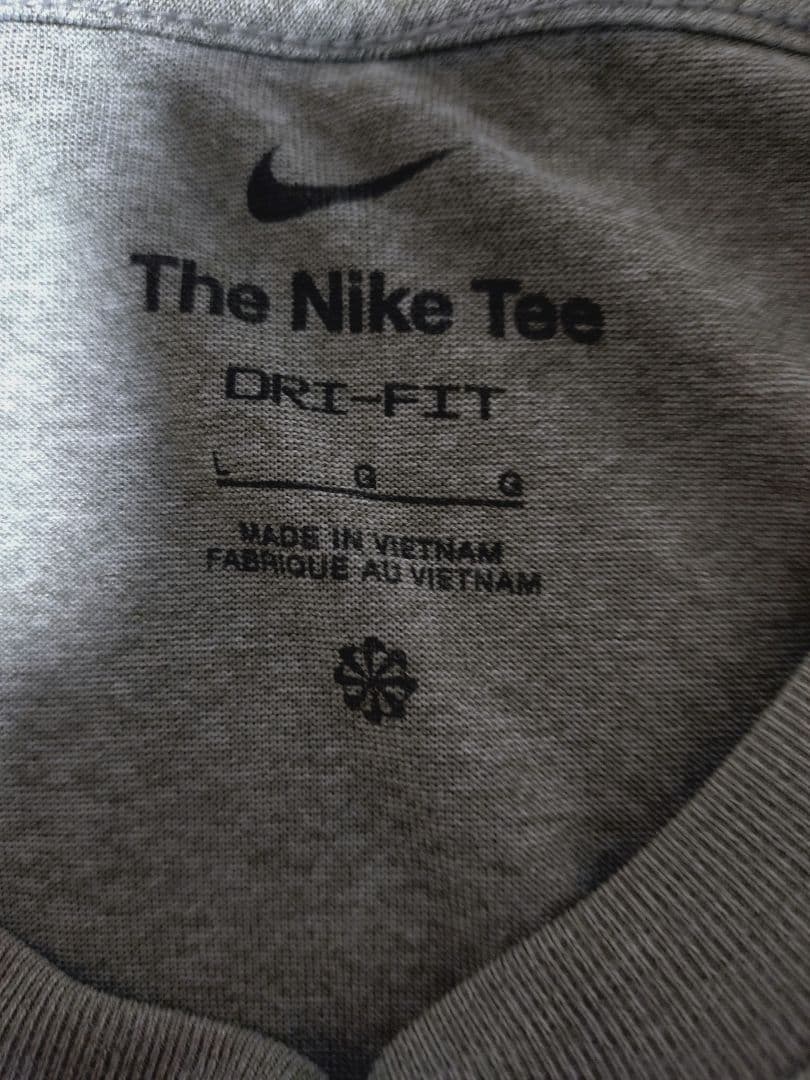 The Nike Tee
DRI-FIT
L G G
MADE IN VIETNAM
FABRIQUE AU VIETNAM